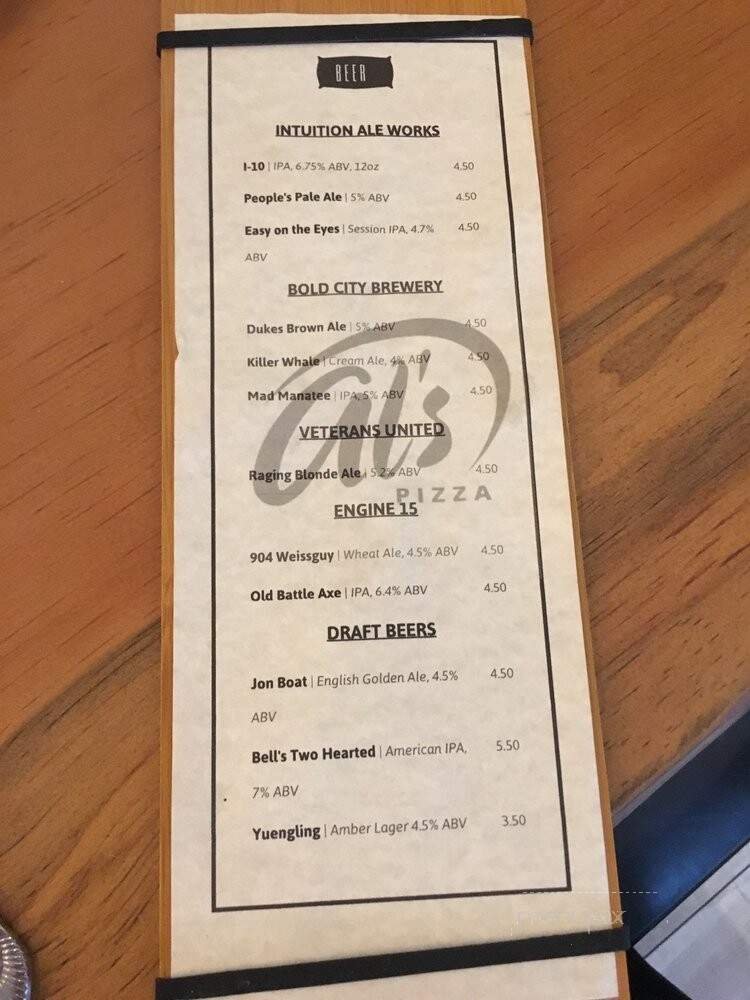 BEER
INTUITION ALE WORKS
I-10 | IPA, 6.75% ABV, 12oz 4.50
People's Pale Ale | 5% ABV 4.50
Easy on the Eyes | Session IPA, 4.7% 4.50
ABV
BOLD CITY BREWERY
Dukes Brown Ale | 5% ABV 4.50
Killer Whale | Cream Ale, 4% ABV 4.50
Mad Manatee | IPA, 5% ABV 4.50
al's
PIZZA
VETERANS UNITED
Raging Blonde Ale | 5.2% ABV 4.50
ENGINE 15
904 Weissguy | Wheat Ale, 4.5% ABV 4.50
Old Battle Axe | IPA, 6.4% ABV 4.50
DRAFT BEERS
Jon Boat | English Golden Ale, 4.5% 4.50
ABV
Bell's Two Hearted | American IPA, 5.50
7% ABV
Yuengling | Amber Lager 4.5% ABV 3.50